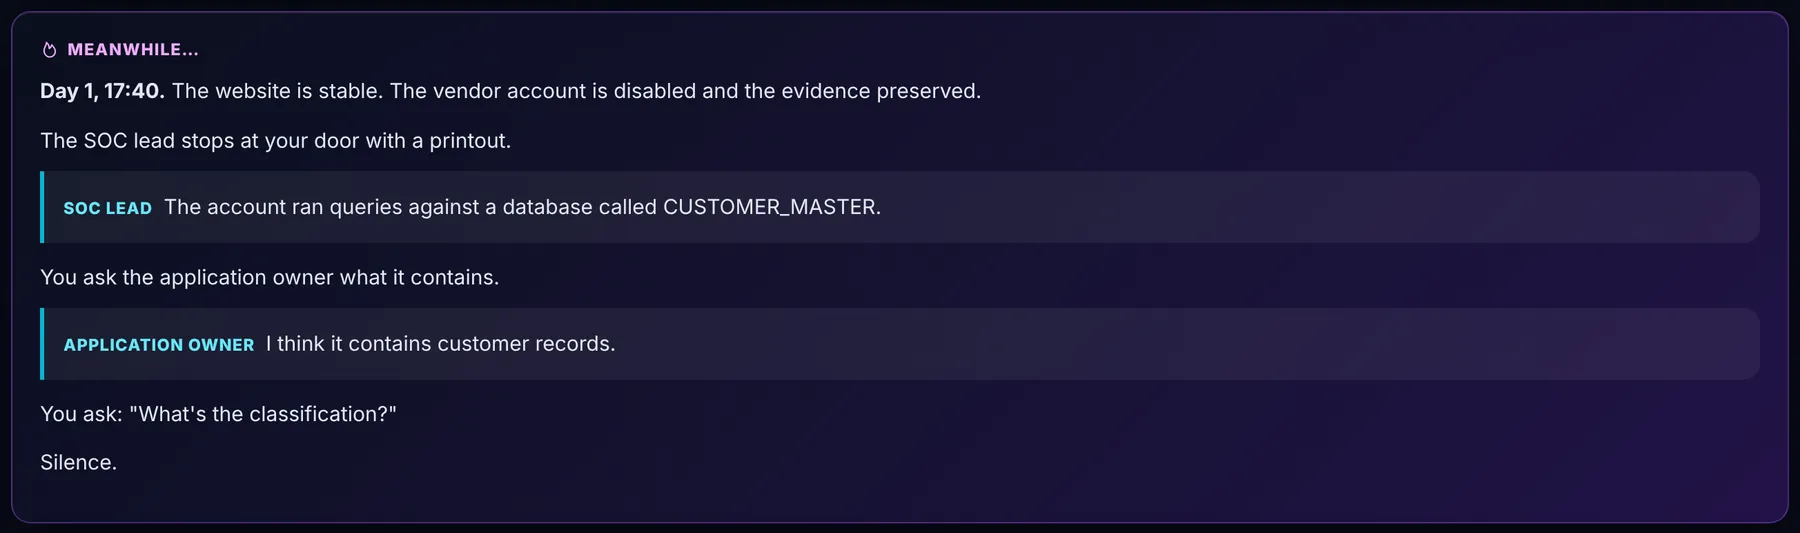 MEANWHILE...
Day 1, 17:40. The website is stable. The vendor account is disabled and the evidence preserved.
The SOC lead stops at your door with a printout.
SOC LEAD The account ran queries against a database called CUSTOMER_MASTER.
You ask the application owner what it contains.
APPLICATION OWNER I think it contains customer records.
You ask: "What's the classification?"
Silence.